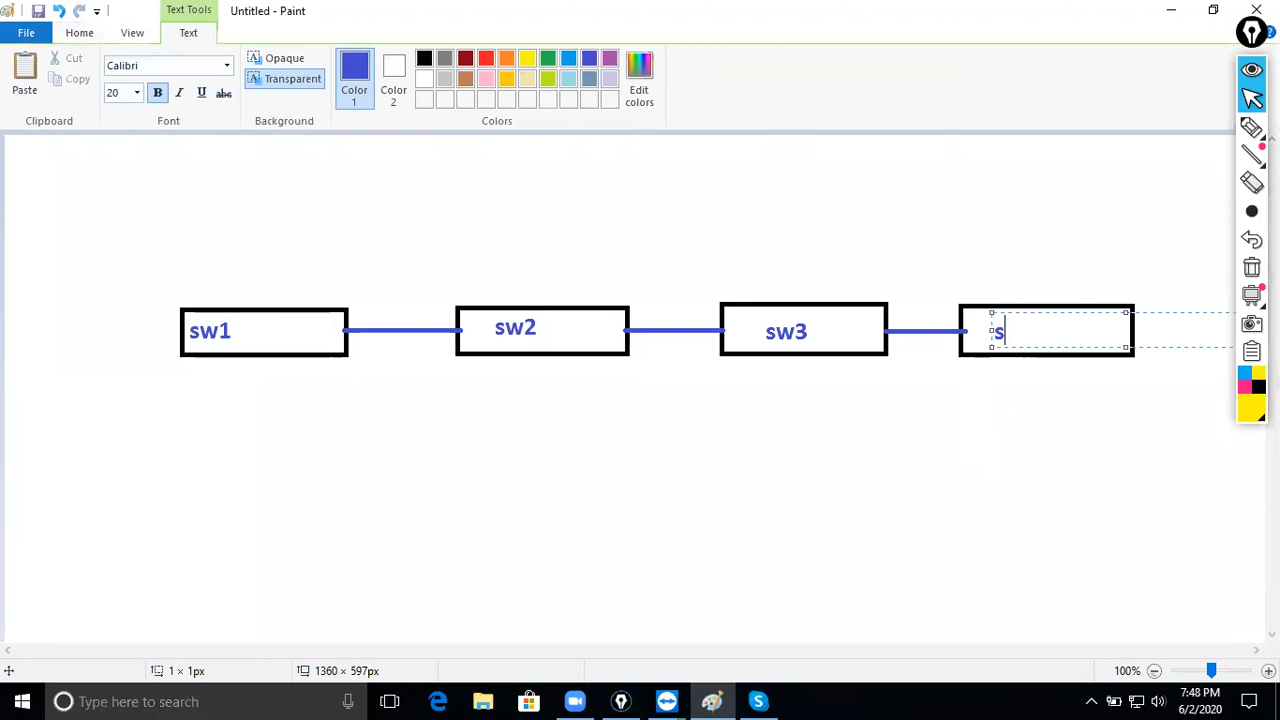 Text Tools
Untitled - Paint
File
Home
View
Text
Paste
Cut
Copy
Clipboard
Calibri
20
B
I
U
abc
Font
Opaque
Transparent
Background
Color 1
Color 2
Edit colors
Colors
sw1
sw2
sw3
s
1 × 1px
1360 × 597px
100%
Type here to search
7:48 PM
6/2/2020